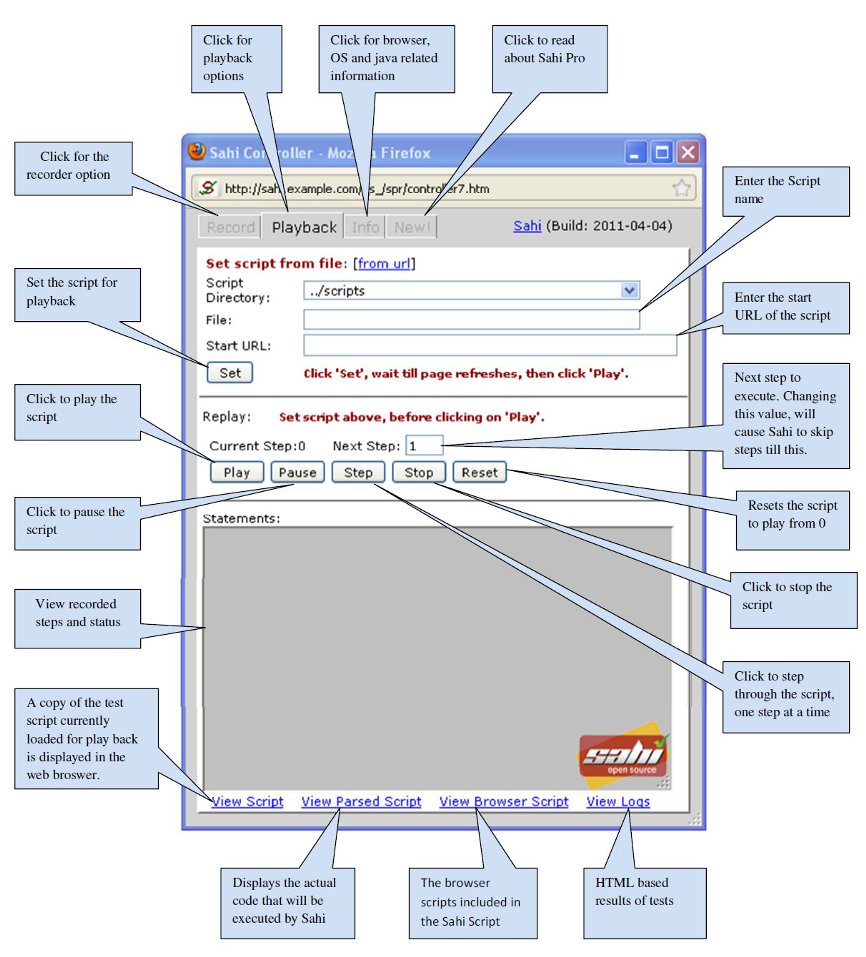 Click for
playback
options
Click for browser,
OS and java related
information
Click to read
about Sahi Pro
Click for the
recorder option
Sahi Controller - Mozilla Firefox
http://sahi.example.com/_s_/spr/controller7.htm
Record
Playback
Info
New!
Sahi (Build: 2011-04-04)
Enter the Script
name
Set script from file: [from url]
Script
Directory:
../scripts
File:
Start URL:
Set
Click 'Set', wait till page refreshes, then click 'Play'.
Set the script for
playback
Enter the start
URL of the script
Click to play the
script
Next step to
execute. Changing
this value, will
cause Sahi to skip
steps till this.
Replay:
Set script above, before clicking on 'Play'.
Current Step:0
Next Step: 1
Play
Pause
Step
Stop
Reset
Click to pause the
script
Resets the script
to play from 0
Statements:
Click to stop the
script
View recorded
steps and status
Click to step
through the script,
one step at a time
A copy of the test
script currently
loaded for play back
is displayed in the
web broswer.
sahi
open source
View Script
View Parsed Script
View Browser Script
View Logs
Displays the actual
code that will be
executed by Sahi
The browser
scripts included in
the Sahi Script
HTML based
results of tests